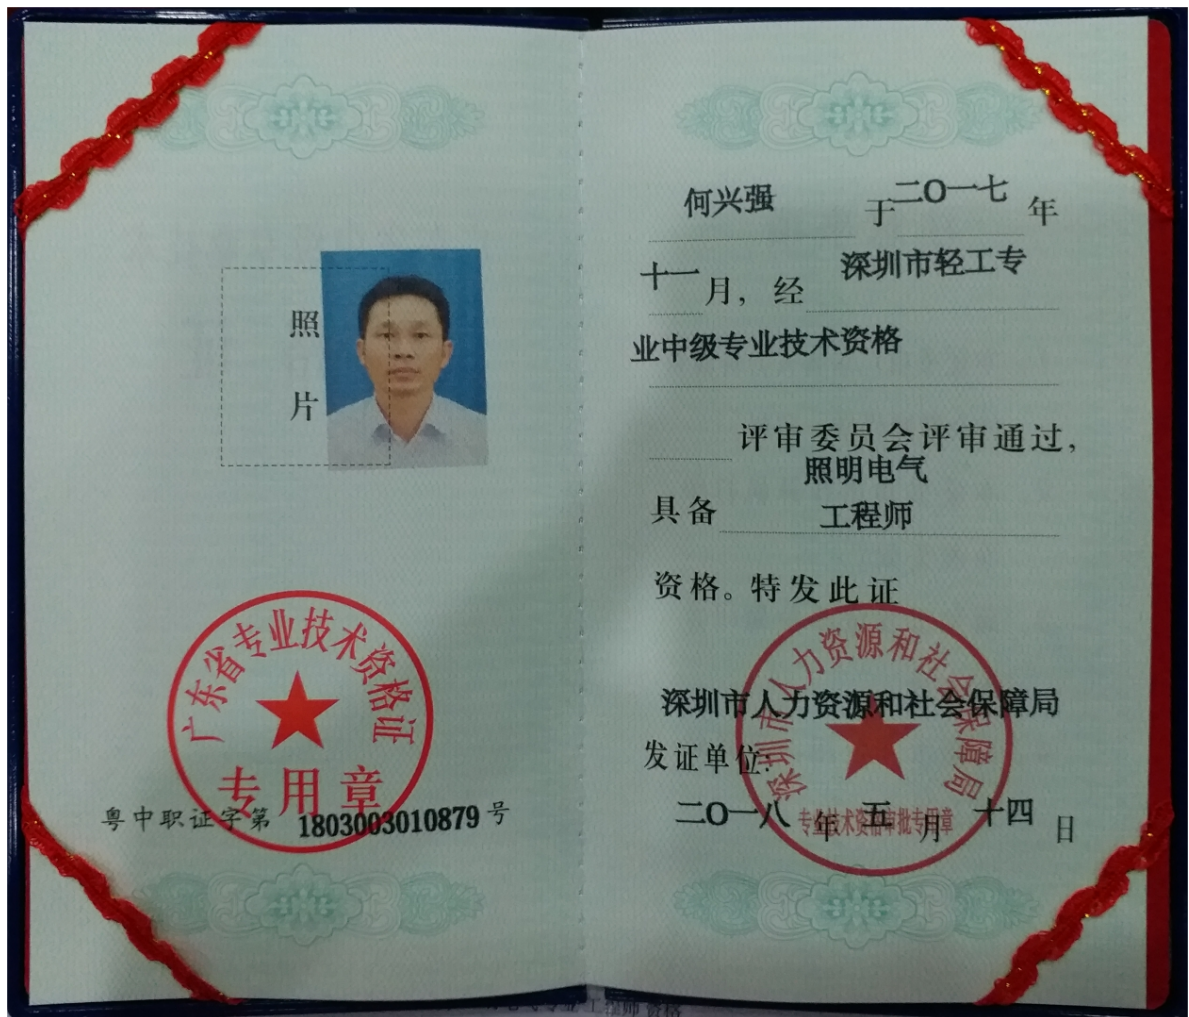 照
片
广东省专业技术资格证
专用章
粤中职证字第 1803003010879 号
何兴强 于二〇一七年
十一月，经 深圳市轻工专
业中级专业技术资格
评审委员会评审通过，
照明电气
具备 工程师
资格。特发此证
深圳市人力资源和社会保障局
深圳市人力资源和社会保障局
发证单位：
专业技术资格审批专用章
二〇一八年五月十四日
工程师 资格